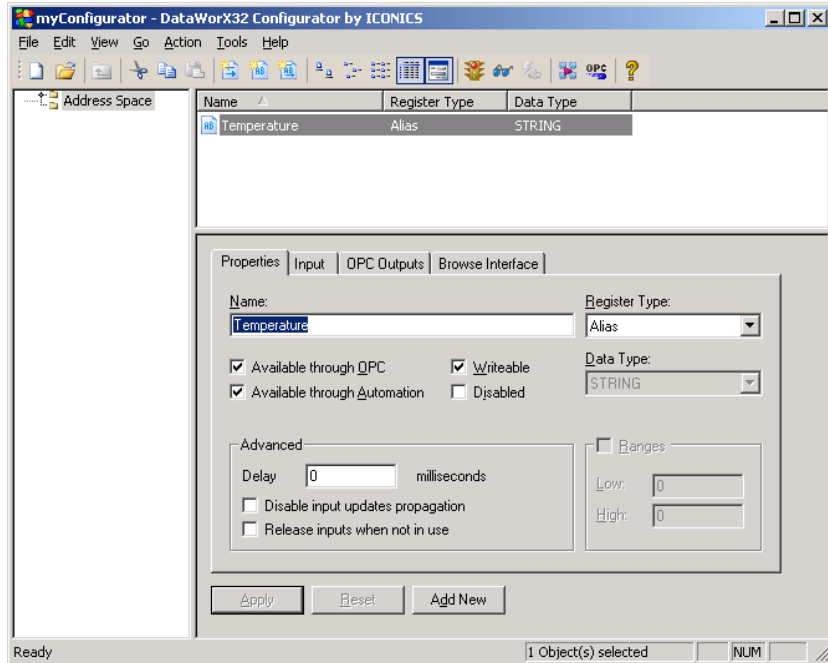 myConfigurator - DataWorX32 Configurator by ICONICS
File Edit View Go Action Tools Help
OPC ?
Address Space
Name Register Type Data Type
Temperature Alias STRING
Properties Input OPC Outputs Browse Interface
Name: Register Type:
Temperature Alias
Available through OPC Writeable Data Type:
Available through Automation Disabled STRING
Advanced Ranges
Delay 0 milliseconds Low: 0
Disable input updates propagation High: 0
Release inputs when not in use
Apply Reset Add New
Ready 1 Object(s) selected NUM